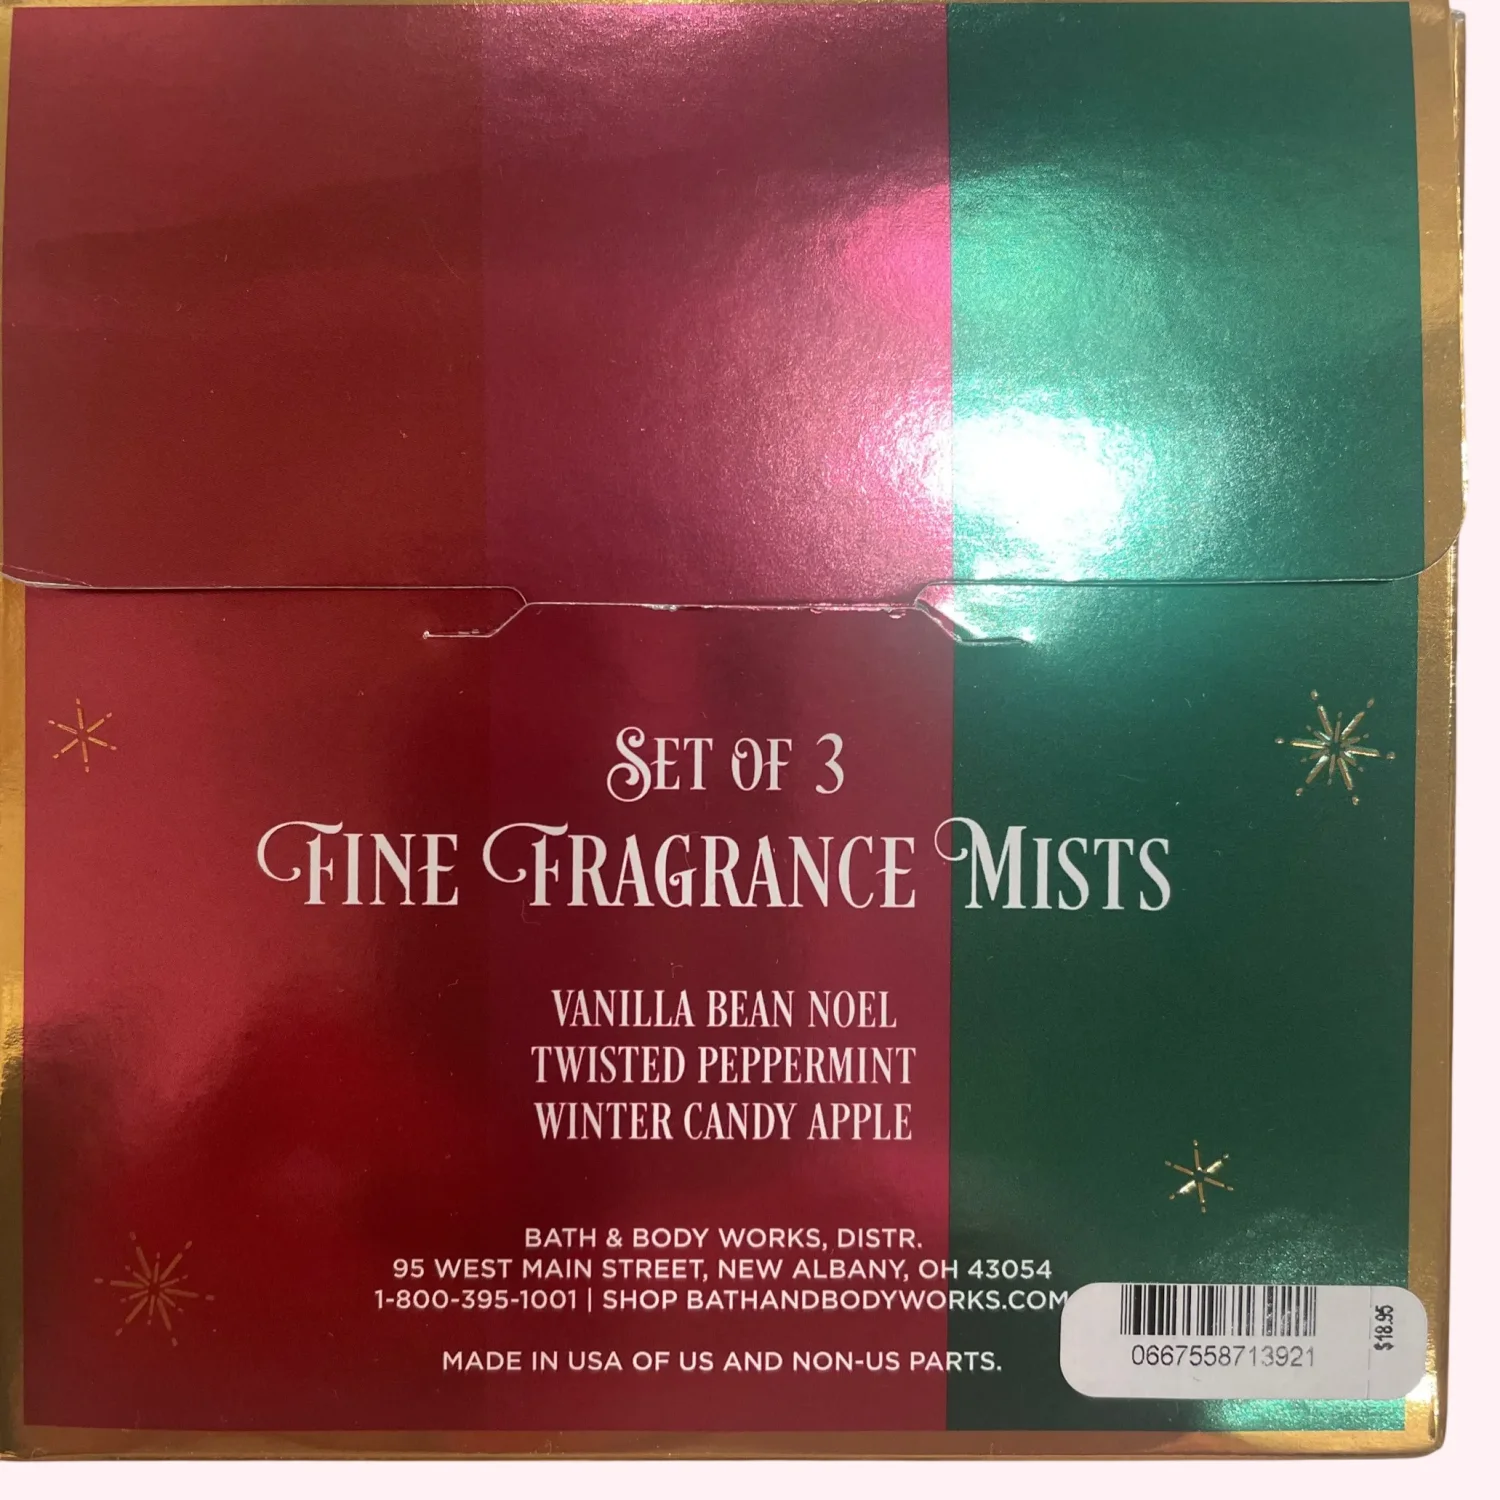 SET OF 3
FINE FRAGRANCE MISTS
VANILLA BEAN NOEL
TWISTED PEPPERMINT
WINTER CANDY APPLE
BATH & BODY WORKS, DISTR.
95 WEST MAIN STREET, NEW ALBANY, OH 43054
1-800-395-1001 | SHOP BATHANDBODYWORKS.COM
MADE IN USA OF US AND NON-US PARTS.
0667558713921
$18.95